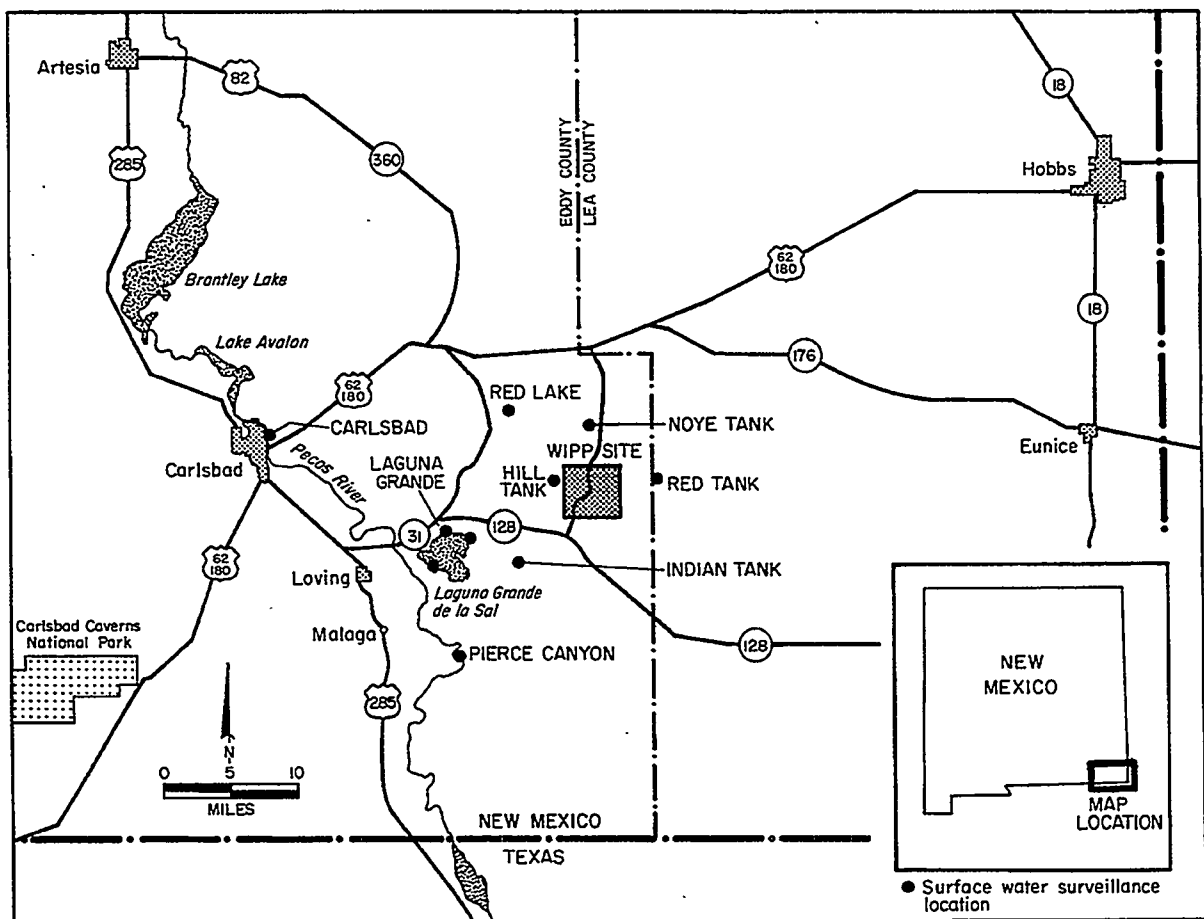 Artesia
82
18
285
360
EDDY COUNTY
LEA COUNTY
Hobbs
Brantley Lake
62
180
18
Lake Avalon
176
62
180
RED LAKE
CARLSBAD
NOYE TANK
Eunice
WIPP SITE
Carlsbad
Pecos River
LAGUNA
GRANDE
HILL
TANK
RED TANK
31
128
62
180
INDIAN TANK
Loving
Laguna Grande
de la Sal
Carlsbad Caverns
National Park
Malaga
PIERCE CANYON
128
NEW
MEXICO
285
N
0 5 10
MILES
NEW MEXICO
TEXAS
MAP
LOCATION
Surface water surveillance
location